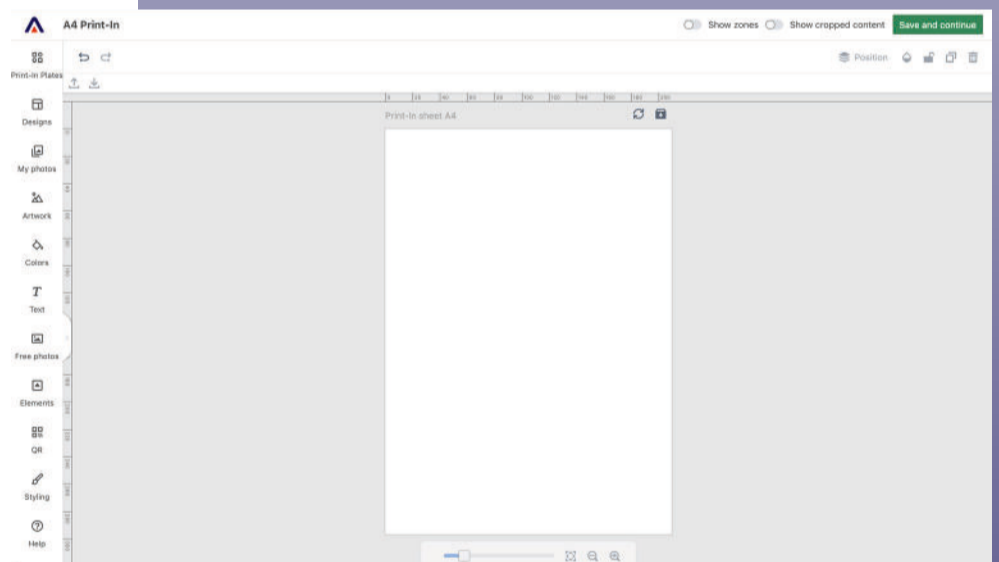 A4 Print-In
Show zones
Show cropped content
Save and continue
Position
Print-In Plates
Designs
My photos
Artwork
Colors
Text
Free photos
Elements
QR
Styling
Help
Print-In sheet A4